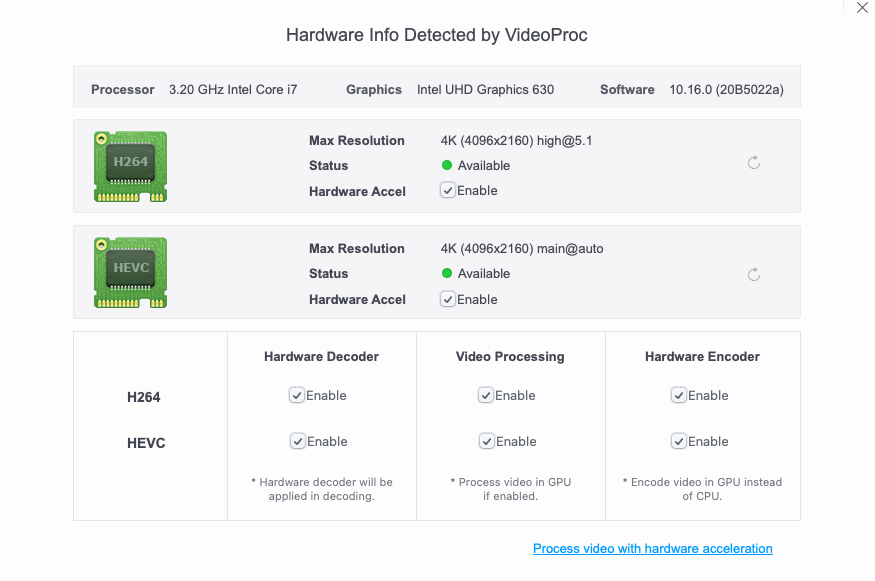 Hardware Info Detected by VideoProc
Processor 3.20 GHz Intel Core i7 Graphics Intel UHD Graphics 630 Software 10.16.0 (20B5022a)
H264
Max Resolution 4K (4096x2160) high@5.1
Status Available
Hardware Accel Enable
HEVC
Max Resolution 4K (4096x2160) main@auto
Status Available
Hardware Accel Enable
Hardware Decoder Video Processing Hardware Encoder
H264 Enable Enable Enable
HEVC Enable Enable Enable
* Hardware decoder will be applied in decoding.
* Process video in GPU if enabled.
* Encode video in GPU instead of CPU.
Process video with hardware acceleration